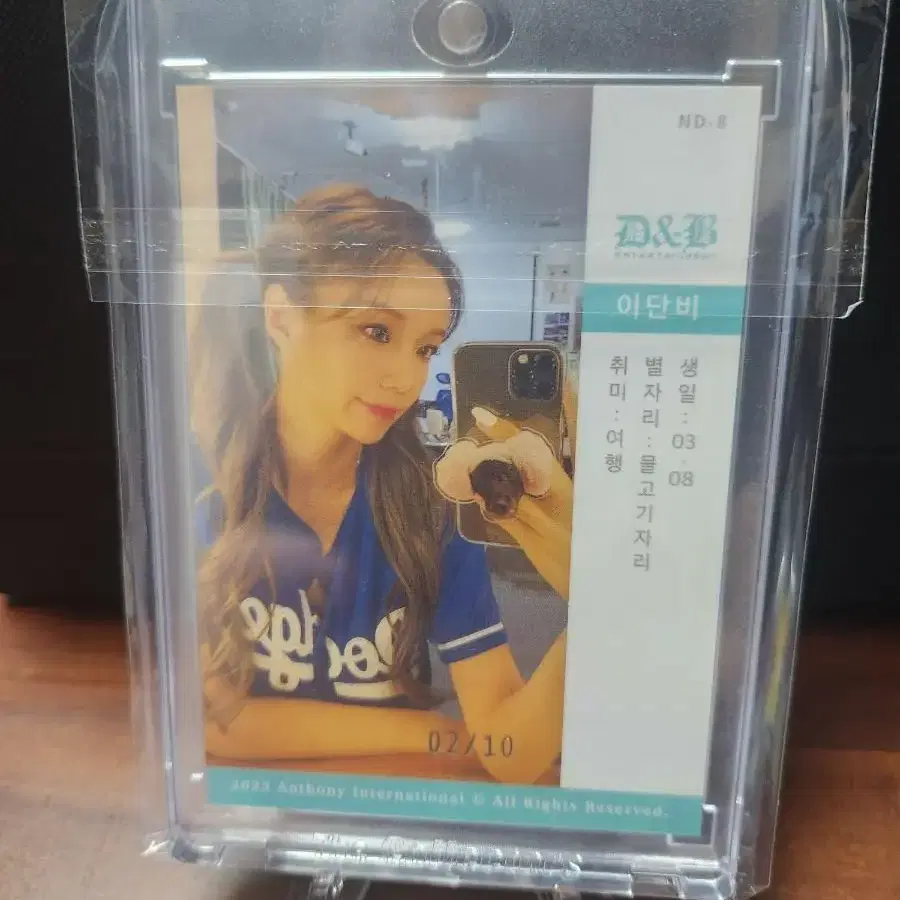 ND-8
D&B
ENTERTAINMENT
이단비
생일 : 03.08
별자리 : 물고기자리
취미 : 여행
02/10
2023 Anthony International © All Rights Reserved.